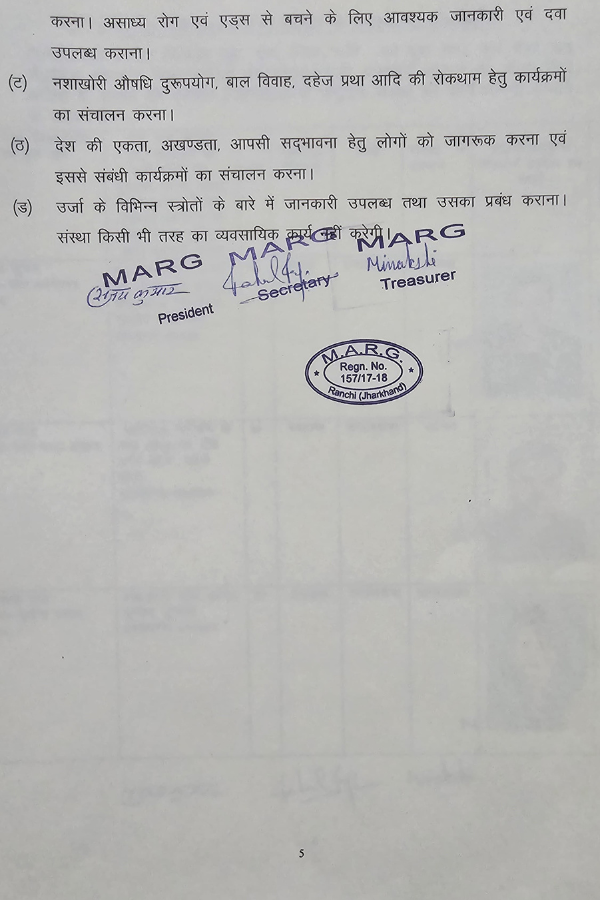 करना। असाध्य रोग एवं एड्स से बचने के लिए आवश्यक जानकारी एवं दवा
उपलब्ध कराना।
(ट) नशाखोरी औषधि दुरूपयोग, बाल विवाह, दहेज प्रथा आदि की रोकथाम हेतु कार्यक्रमों
का संचालन करना।
(ठ) देश की एकता, अखण्डता, आपसी सद्भावना हेतु लोगों को जागरूक करना एवं
इससे संबंधी कार्यक्रमों का संचालन करना।
(ड) उर्जा के विभिन्न स्त्रोतों के बारे में जानकारी उपलब्ध तथा उसका प्रबंध कराना।
संस्था किसी भी तरह का व्यवसायिक कार्य नहीं करेगी।
MARG MARG MARG
कुमार Minakshi
President Secretary Treasurer
M.A.R.G.
Regn. No.
157/17-18
Ranchi (Jharkhand)
5